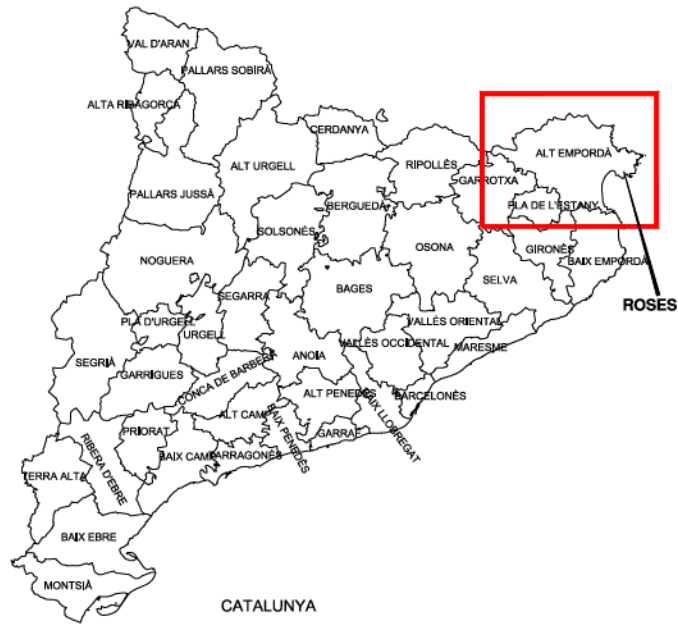 VAL D'ARAN
PALLARS SOBIRÀ
ALTA RIBAGORÇA
CERDANYA
ALT EMPORDÀ
ALT URGELL
RIPOLLÈS
GARROTXA
PALLARS JUSSÀ
BERGUEDÀ
PLA DE L'ESTANY
SOLSONÈS
OSONA
GIRONÈS
NOGUERA
BAIX EMPORDÀ
SELVA
BAGES
SEGARRA
ROSES
PLA D'URGELL
VALLÈS ORIENTAL
URGELL
VALLÈS OCCIDENTAL
MARESME
ANOIA
SEGRIÀ
GARRIGUES
CONCA DE BARBERÀ
ALT PENEDÈS
BARCELONÈS
BAIX LLOBREGAT
ALT CAMP
BAIX PENEDÈS
PRIORAT
GARRAF
BAIX CAMP
TARRAGONÈS
RIBERA D'EBRE
TERRA ALTA
BAIX EBRE
MONTSIÀ
CATALUNYA